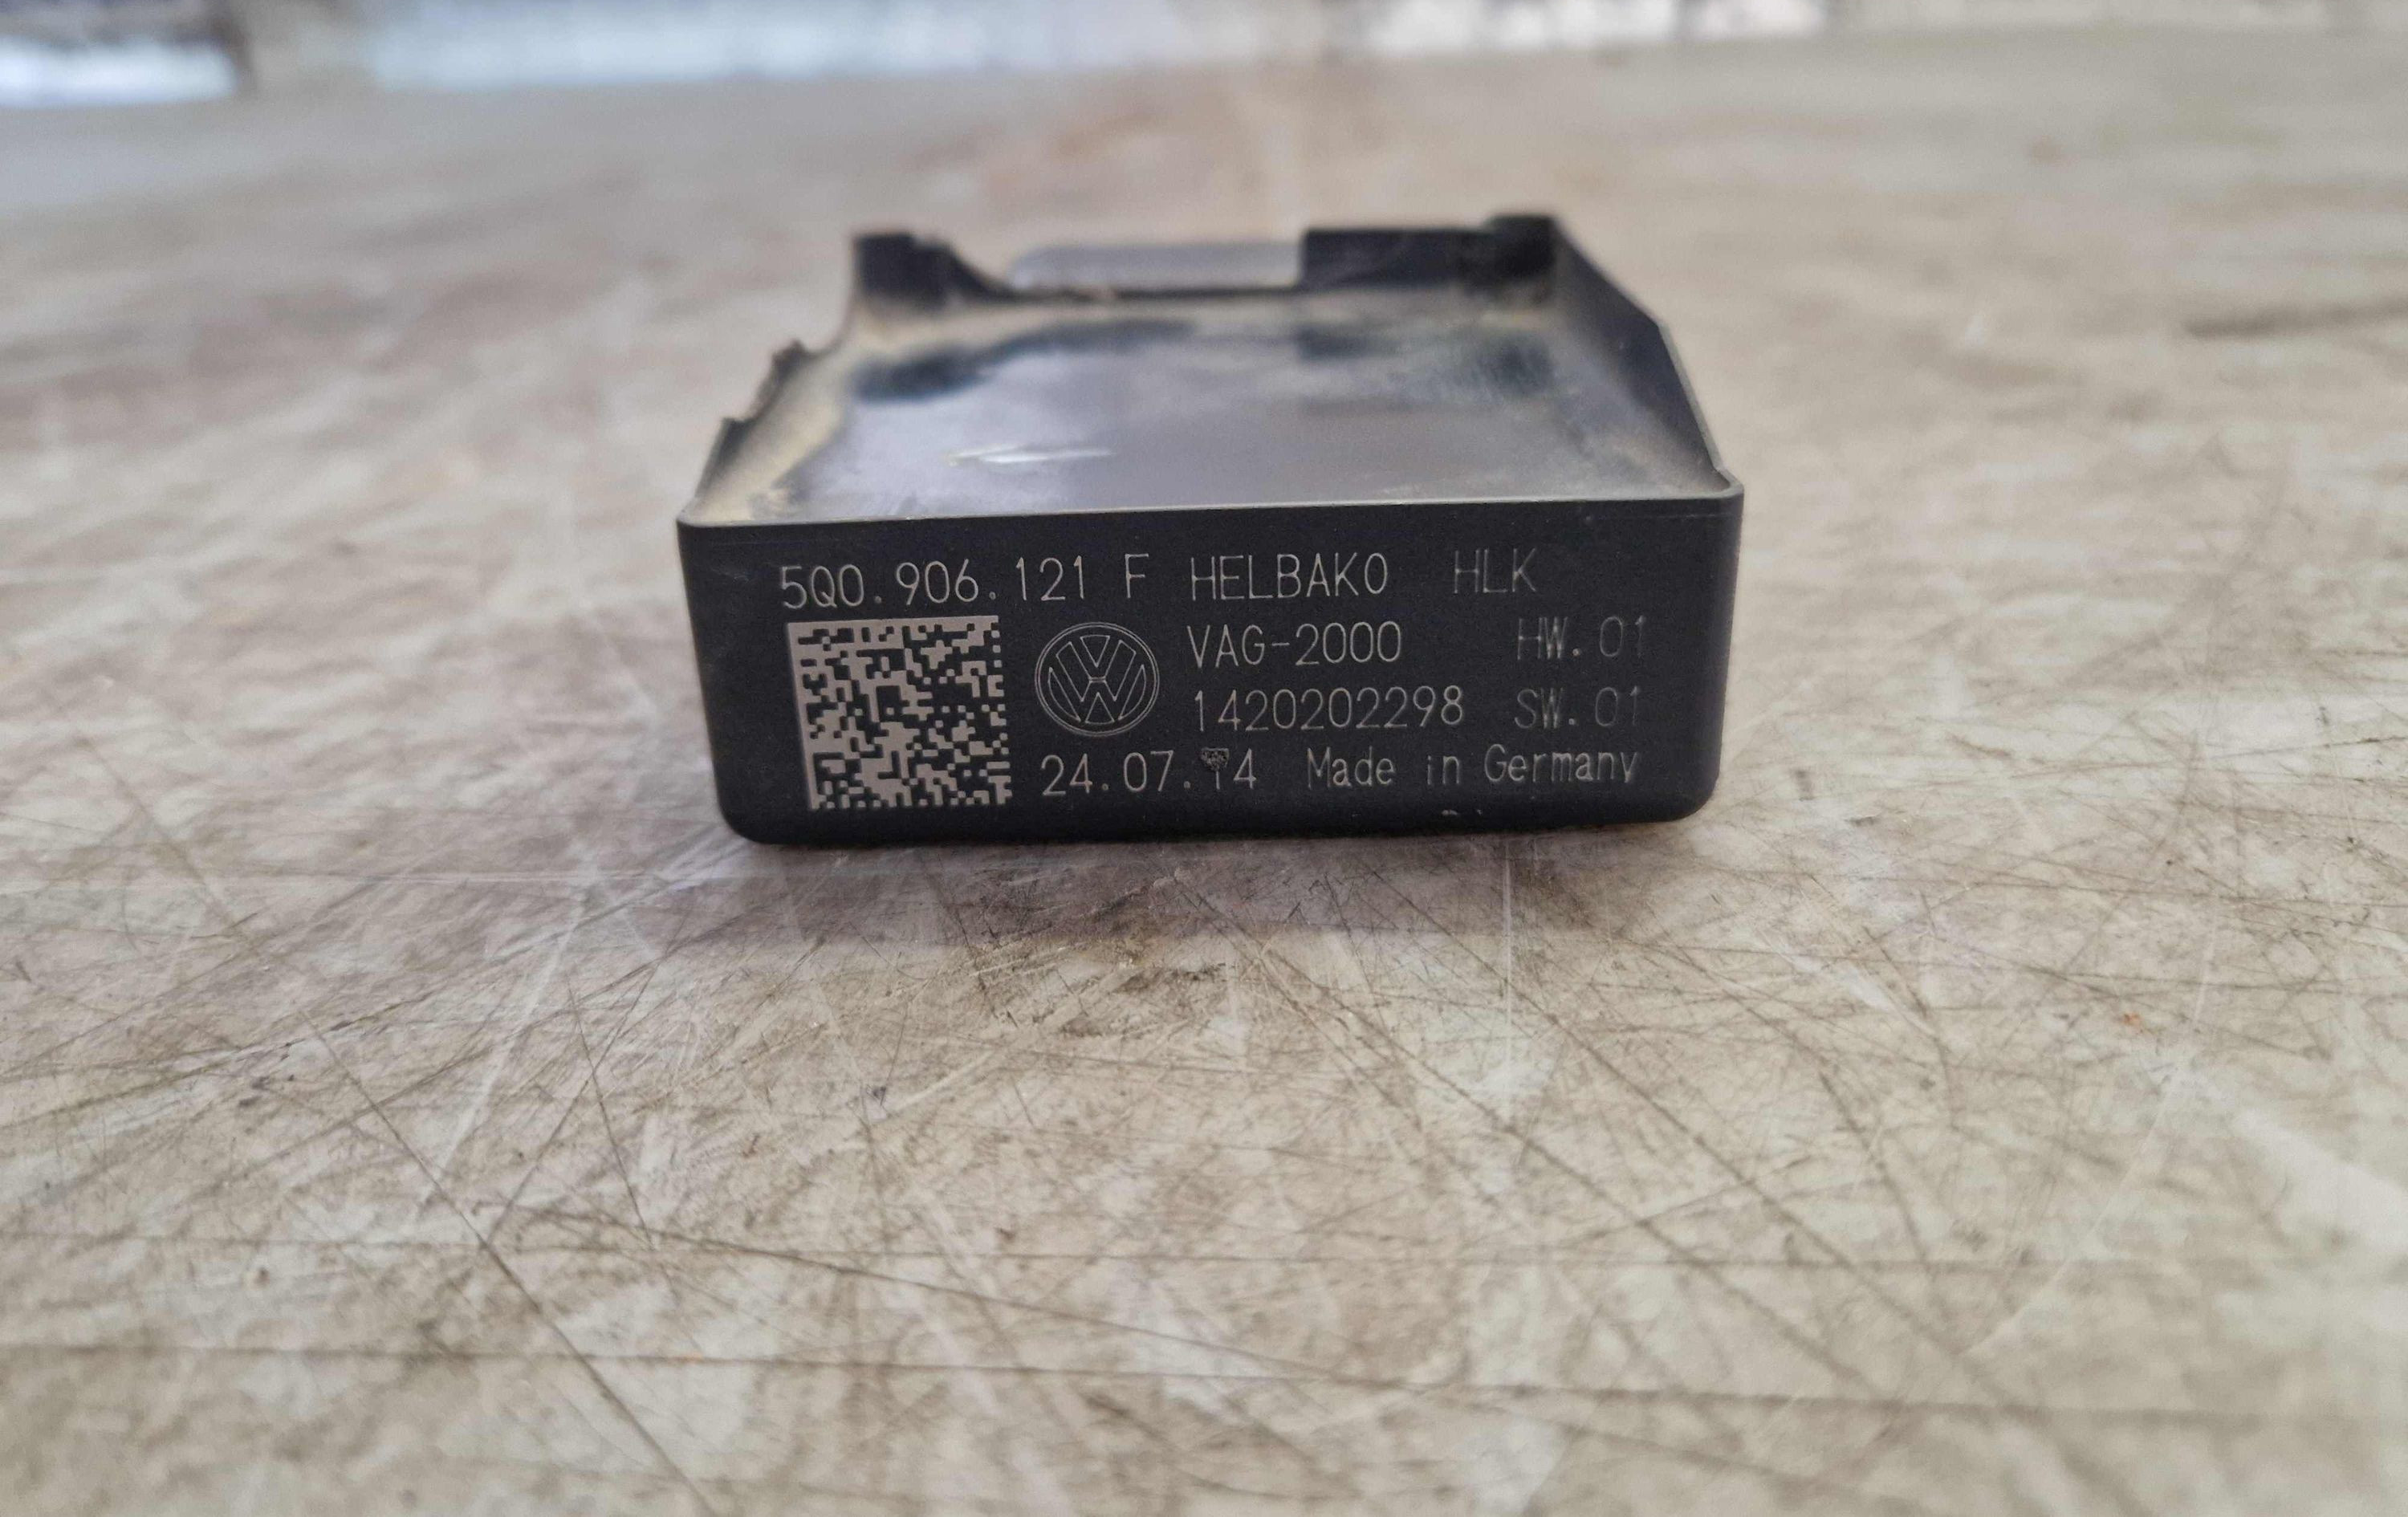 5Q0.906.121 F HELBAKO HLK
VAG-2000 HW.01
1420202298 SW.01
24.07.14 Made in Germany